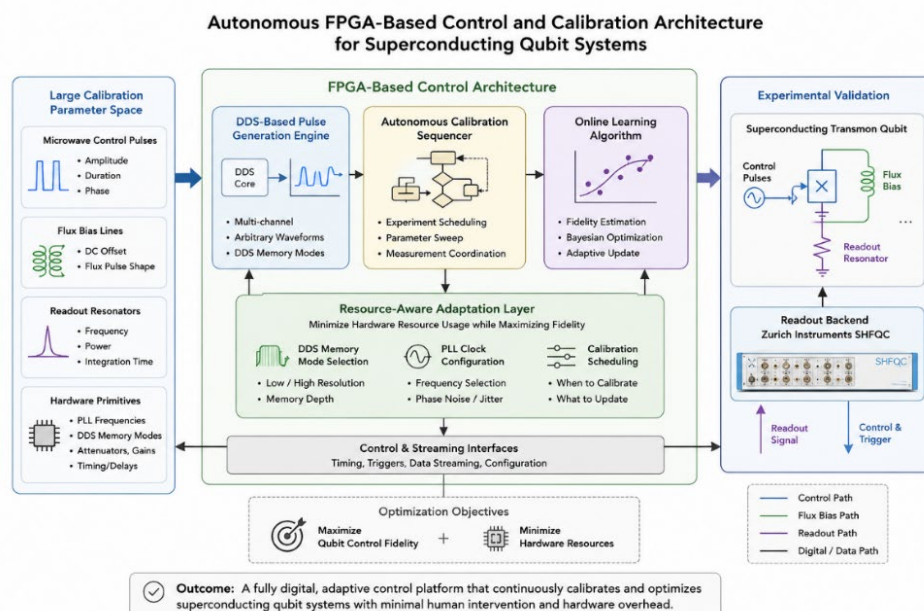 Autonomous FPGA-Based Control and Calibration Architecture
for Superconducting Qubit Systems
Large Calibration
Parameter Space
Microwave Control Pulses
• Amplitude
• Duration
• Phase
Flux Bias Lines
• DC Offset
• Flux Pulse Shape
Readout Resonators
• Frequency
• Power
• Integration Time
Hardware Primitives
• PLL Frequencies
• DDS Memory Modes
• Attenuators, Gains
• Timing/Delays
FPGA-Based Control Architecture
DDS-Based Pulse
Generation Engine
DDS
Core
• Multi-channel
• Arbitrary Waveforms
• DDS Memory Modes
Autonomous Calibration
Sequencer
• Experiment Scheduling
• Parameter Sweep
• Measurement Coordination
Online Learning
Algorithm
• Fidelity Estimation
• Bayesian Optimization
• Adaptive Update
Resource-Aware Adaptation Layer
Minimize Hardware Resource Usage while Maximizing Fidelity
DDS Memory
Mode Selection
• Low / High Resolution
• Memory Depth
PLL Clock
Configuration
• Frequency Selection
• Phase Noise / Jitter
Calibration
Scheduling
• When to Calibrate
• What to Update
Control & Streaming Interfaces
Timing, Triggers, Data Streaming, Configuration
Optimization Objectives
Maximize
Qubit Control Fidelity
+
Minimize
Hardware Resources
Experimental Validation
Superconducting Transmon Qubit
Control
Pulses
Flux
Bias
...
Readout
Resonator
Readout Backend
Zurich Instruments SHFQC
SHFQC
Readout
Signal
Control &
Trigger
Control Path
Flux Bias Path
Readout Path
Digital / Data Path
Outcome: A fully digital, adaptive control platform that continuously calibrates and optimizes
superconducting qubit systems with minimal human intervention and hardware overhead.